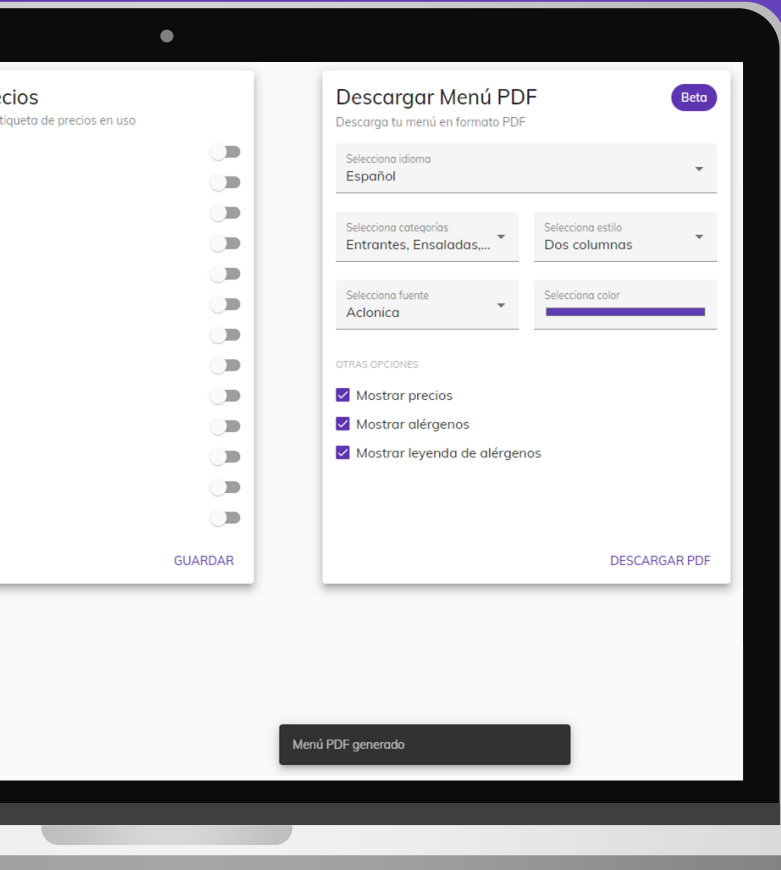 Descargar Menú PDF
Beta
tiqueta de precios en uso
Descarga tu menú en formato PDF
Selecciona idioma
Español
Selecciona categorías
Entrantes, Ensaladas,...
Selecciona estilo
Dos columnas
Selecciona fuente
Aclonica
Selecciona color
OTRAS OPCIONES
Mostrar precios
Mostrar alérgenos
Mostrar leyenda de alérgenos
GUARDAR
DESCARGAR PDF
Menú PDF generado